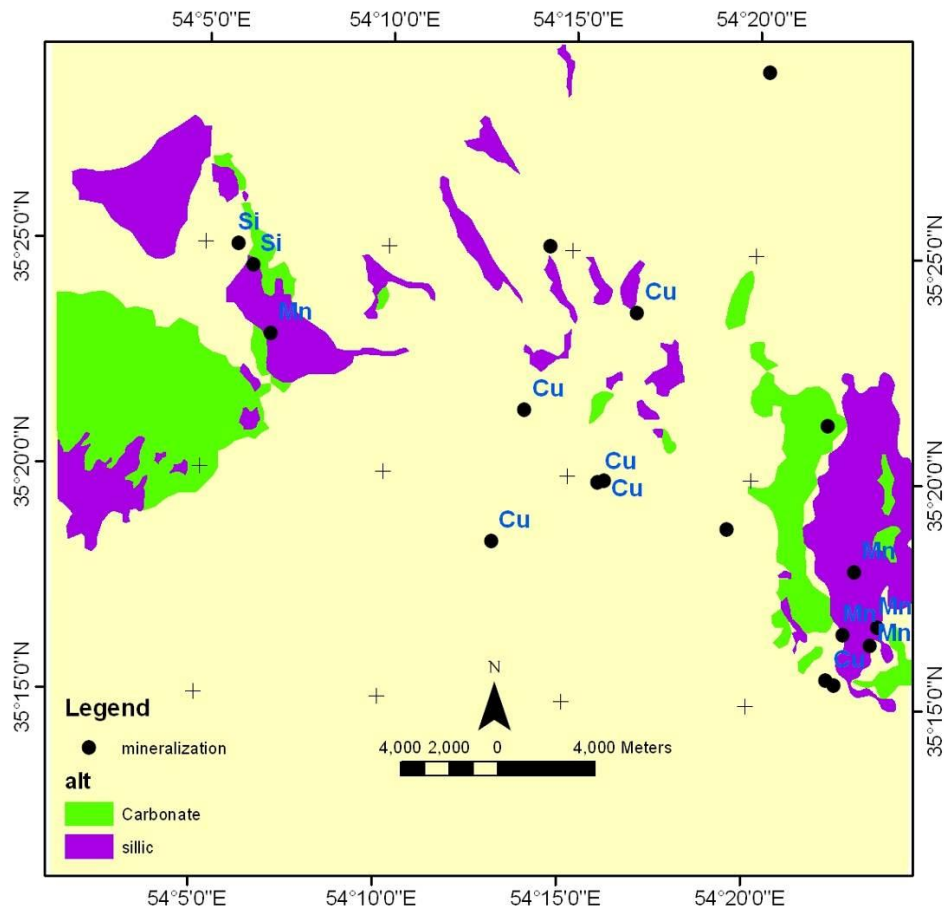 54°5'0"E 54°10'0"E 54°15'0"E 54°20'0"E
35°25'0"N 35°25'0"N
Si
Si
Cu
Mn
Cu
35°20'0"N 35°20'0"N
Cu
Cu
Cu
Mn
Mn
Mn
Mn
Cu
35°15'0"N 35°15'0"N
N
Legend
mineralization
4,000 2,000 0 4,000 Meters
alt
Carbonate
sillic
54°5'0"E 54°10'0"E 54°15'0"E 54°20'0"E